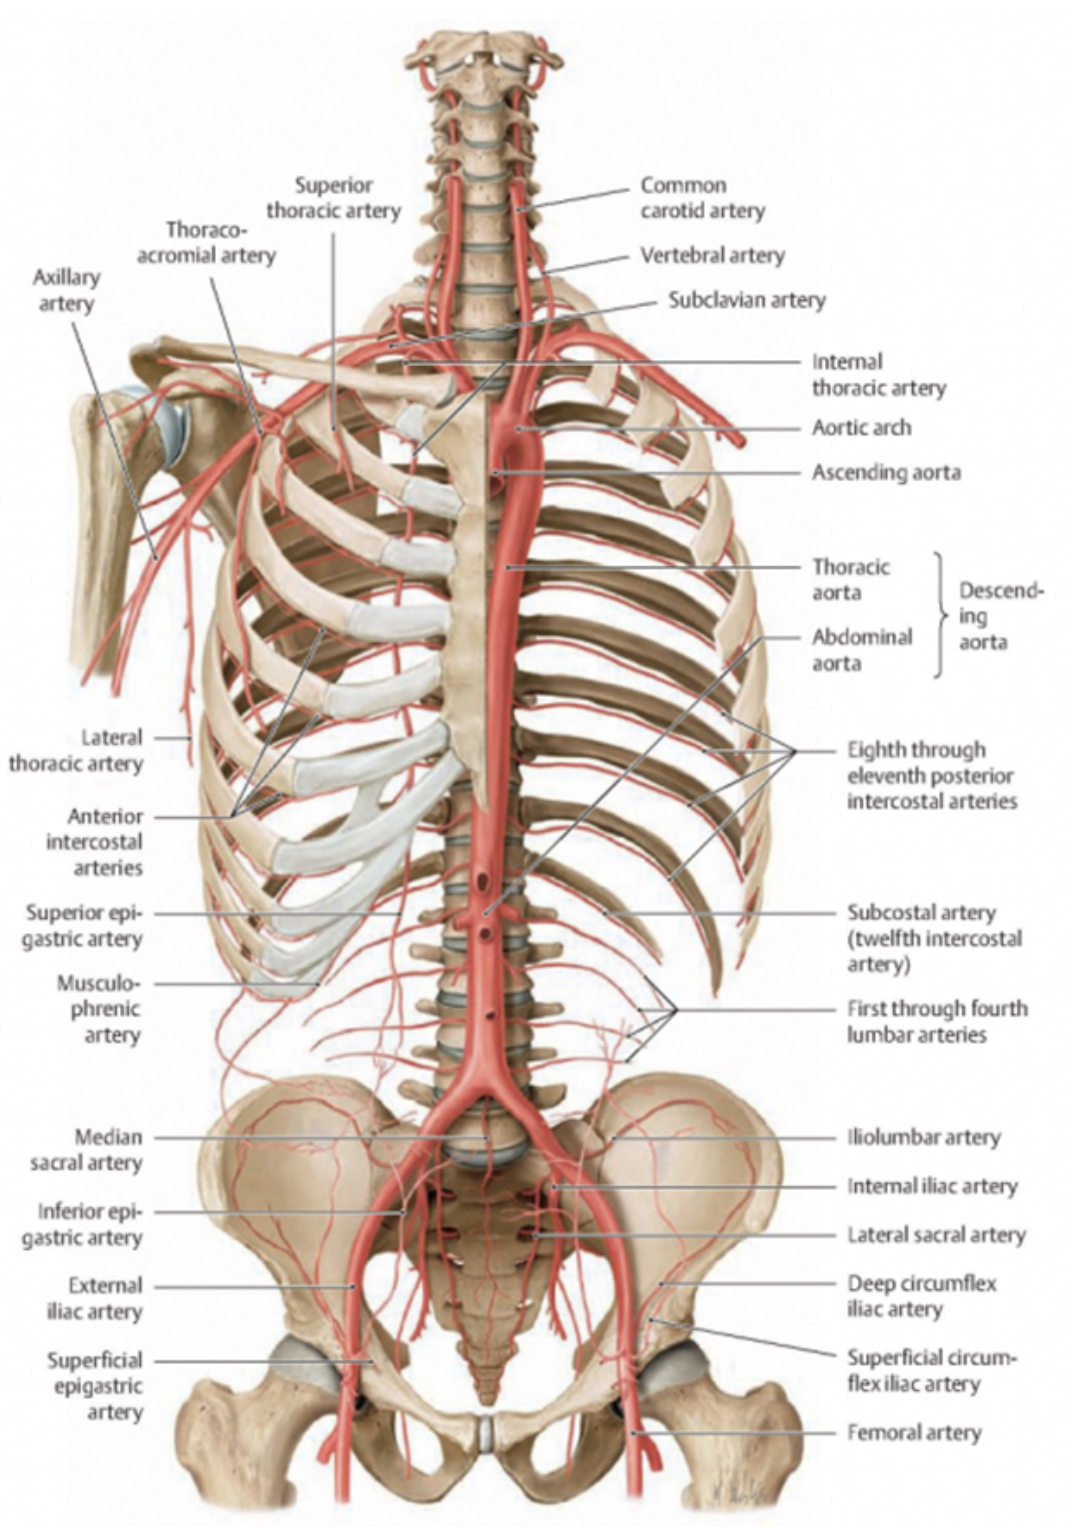 Superior
thoracic artery
Thoraco-
acromial artery
Axillary
artery
Common
carotid artery
Vertebral artery
Subclavian artery
Internal
thoracic artery
Aortic arch
Ascending aorta
Thoracic
aorta
Abdominal
aorta
Descend-
ing
aorta
Lateral
thoracic artery
Anterior
intercostal
arteries
Superior epi-
gastric artery
Musculo-
phrenic
artery
Eighth through
eleventh posterior
intercostal arteries
Subcostal artery
(twelfth intercostal
artery)
First through fourth
lumbar arteries
Median
sacral artery
Inferior epi-
gastric artery
External
iliac artery
Superficial
epigastric
artery
Iliolumbar artery
Internal iliac artery
Lateral sacral artery
Deep circumflex
iliac artery
Superficial circum-
flex iliac artery
Femoral artery